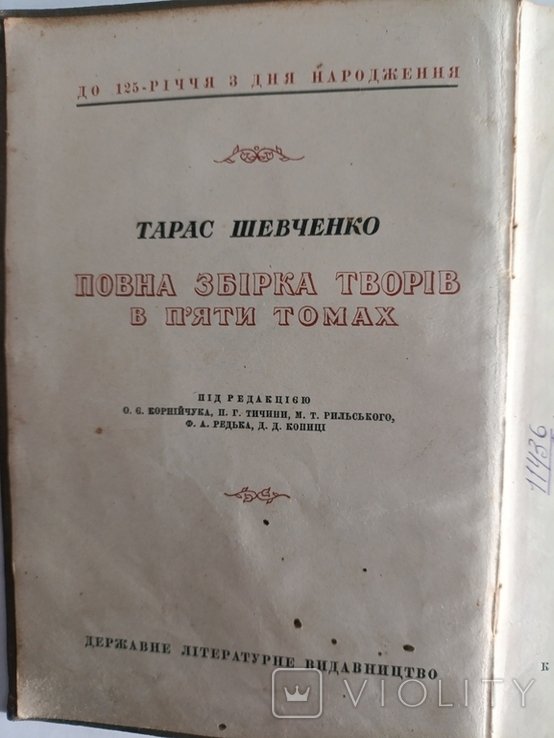 ДО 125-РІЧЧЯ З ДНЯ НАРОДЖЕННЯ
ТАРАС ШЕВЧЕНКО
ПОВНА ЗБІРКА ТВОРІВ
В П'ЯТИ ТОМАХ
ПІД РЕДАКЦІЄЮ
О. Є. КОРНІЙЧУКА, П. Г. ТИЧИНИ, М. Т. РИЛЬСЬКОГО,
Ф. А. РЕДЬКА, Д. Д. КОПИЦІ
ДЕРЖАВНЕ ЛІТЕРАТУРНЕ ВИДАВНИЦТВО
11436
К
VIOLITY